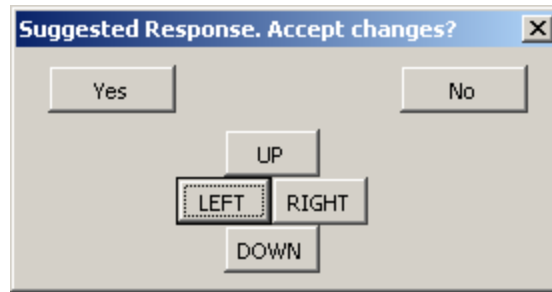 Suggested Response. Accept changes?
Yes No
UP
LEFT RIGHT
DOWN